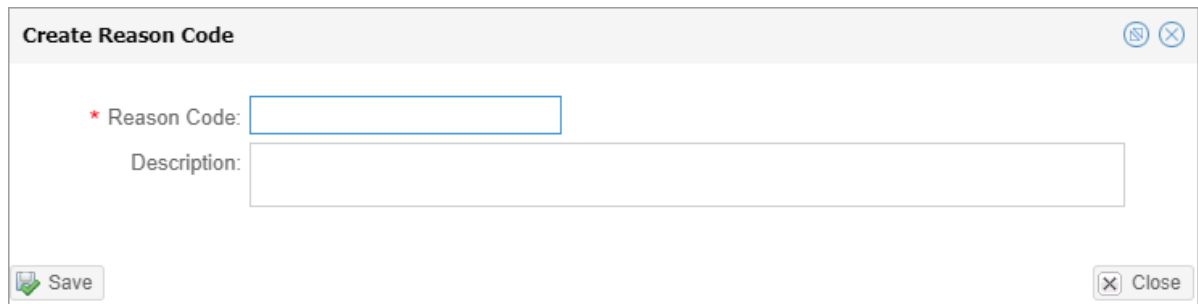 Create Reason Code
* Reason Code:
Description:
Save
Close